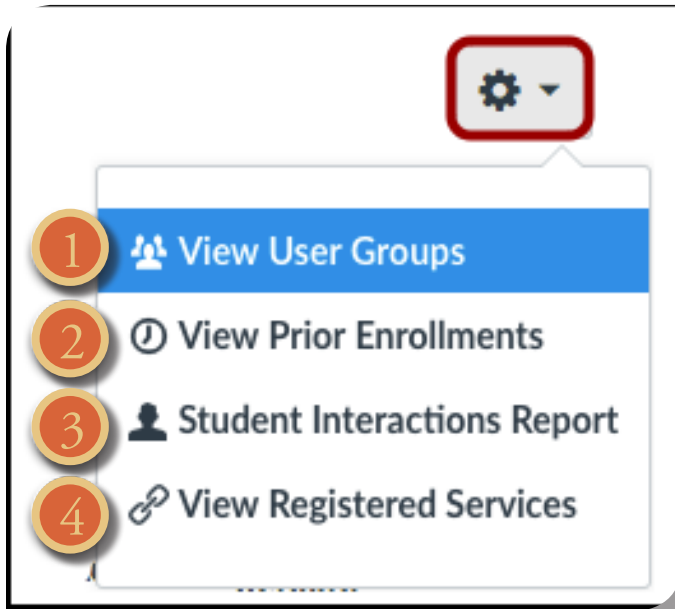 1 View User Groups
2 View Prior Enrollments
3 Student Interactions Report
4 View Registered Services